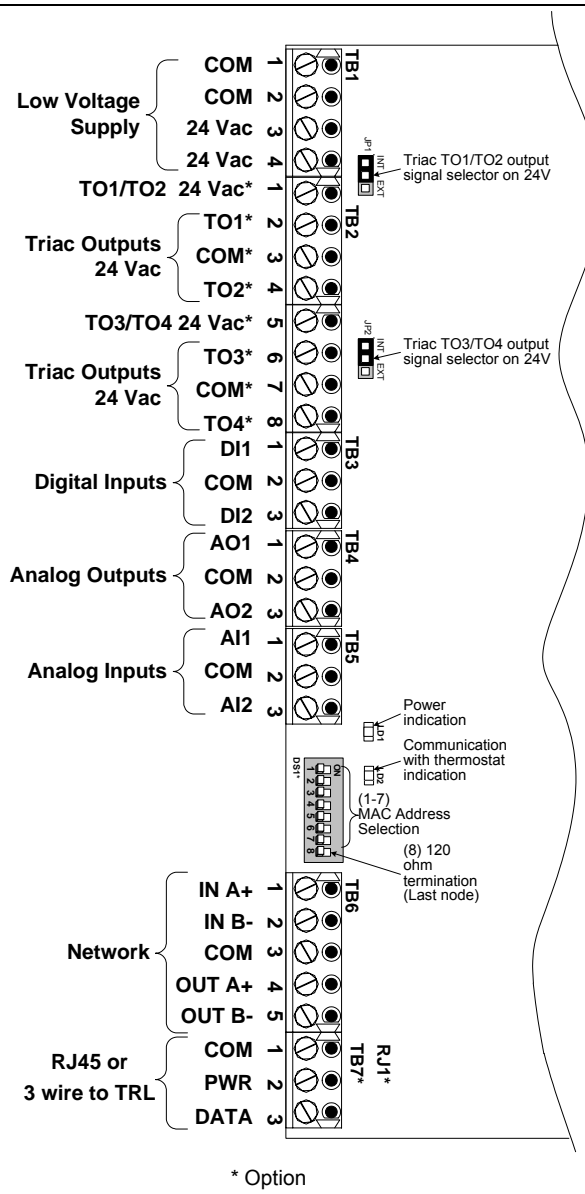 COM 1 TB1
COM 2
Low Voltage
Supply
24 Vac 3
24 Vac 4
JP1
INT
EXT
Triac TO1/TO2 output
signal selector on 24V
TO1/TO2 24 Vac* 1 TB2
TO1* 2
Triac Outputs
24 Vac
COM* 3
TO2* 4
TO3/TO4 24 Vac* 5
JP2
INT
EXT
Triac TO3/TO4 output
signal selector on 24V
TO3* 6
Triac Outputs
24 Vac
COM* 7
TO4* 8
DI1 1 TB3
Digital Inputs
COM 2
DI2 3
AO1 1 TB4
Analog Outputs
COM 2
AO2 3
AI1 1 TB5
Analog Inputs
COM 2
AI2 3
Power
indication
LD1
Communication
with thermostat
indication
LD2
DS1*
ON
1 2 3 4 5 6 7 8
(1-7)
MAC Address
Selection
(8) 120
ohm
termination
(Last node)
IN A+ 1 TB6
IN B- 2
Network
COM 3
OUT A+ 4
OUT B- 5
COM 1 TB7* RJ1*
RJ45 or
3 wire to TRL
PWR 2
DATA 3
* Option